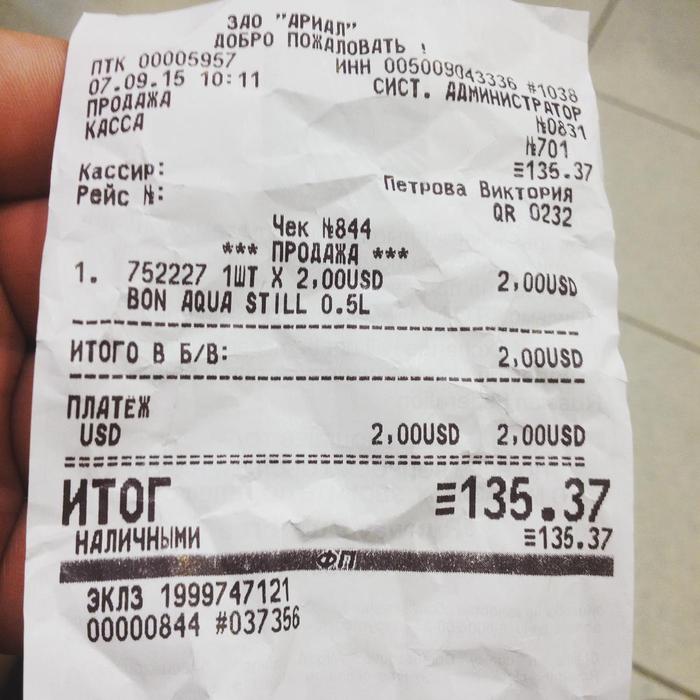 ЗАО "АРИАЛ"
ДОБРО ПОЖАЛОВАТЬ !
ПТК 00005957 ИНН 005009043336 #1038
07.09.15 10:11 СИСТ. АДМИНИСТРАТОР
ПРОДАЖА №0831
КАССА №701
≡135.37
Кассир: Петрова Виктория
Рейс №: QR 0232
Чек №844
*** ПРОДАЖА ***
1. 752227 1ШТ X 2,00USD 2,00USD
BON AQUA STILL 0.5L
ИТОГО В Б/В: 2,00USD
ПЛАТЁЖ
USD 2,00USD 2,00USD
ИТОГ ≡135.37
НАЛИЧНЫМИ ≡135.37
ФП
ЭКЛЗ 1999747121
00000844 #037356